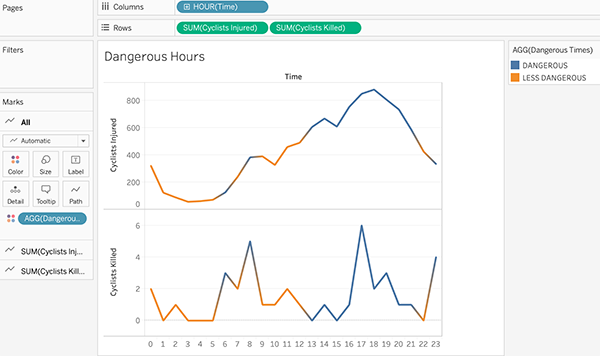 Pages
Columns
HOUR(Time)
Rows
SUM(Cyclists Injured)
SUM(Cyclists Killed)
Filters
Marks
All
Automatic
Color
Size
Label
Detail
Tooltip
Path
AGG(Dangerou..
SUM(Cyclists Inj...
SUM(Cyclists Kill...
Dangerous Hours
Time
Cyclists Injured
800
600
400
200
0
Cyclists Killed
6
4
2
0
0 1 2 3 4 5 6 7 8 9 10 11 12 13 14 15 16 17 18 19 20 21 22 23
AGG(Dangerous Times)
DANGEROUS
LESS DANGEROUS